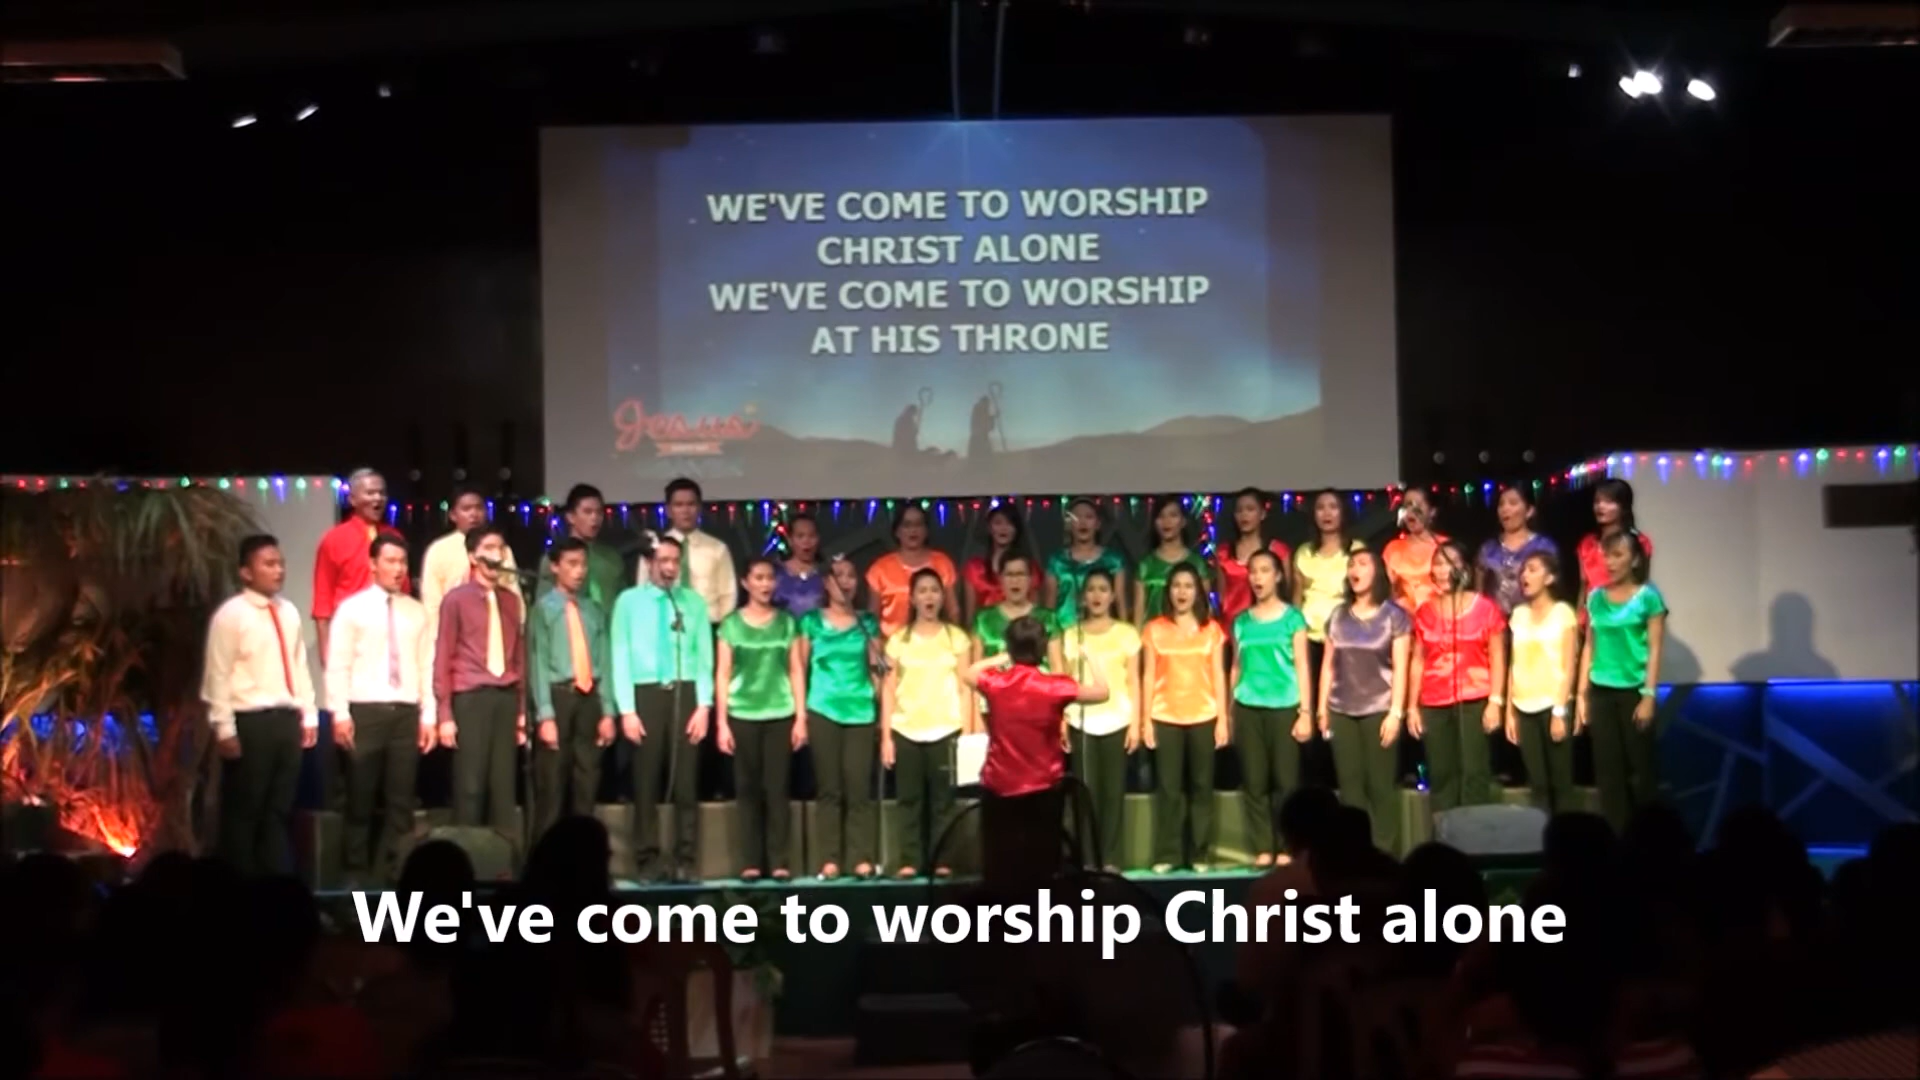 WE'VE COME TO WORSHIP
CHRIST ALONE
WE'VE COME TO WORSHIP
AT HIS THRONE
Jesus
We've come to worship Christ alone